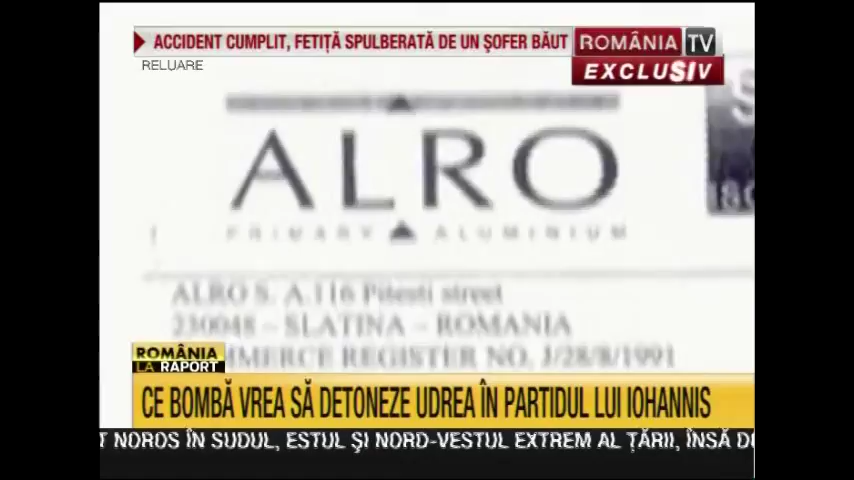 ACCIDENT CUMPLIT, FETIȚĂ SPULBERATĂ DE UN ȘOFER BĂUT
ROMÂNIA TV
EXCLUSIV
RELUARE
ALRO
PRIMARY ALUMINIUM
ALRO S. A.116 Pitesti street
230048 – SLATINA – ROMANIA
MMERCE REGISTER NO. J/28/8/1991
ROMÂNIA
LA RAPORT
CE BOMBĂ VREA SĂ DETONEZE UDREA ÎN PARTIDUL LUI IOHANNIS
T NOROS ÎN SUDUL, ESTUL ȘI NORD-VESTUL EXTREM AL ȚĂRII, ÎNSĂ